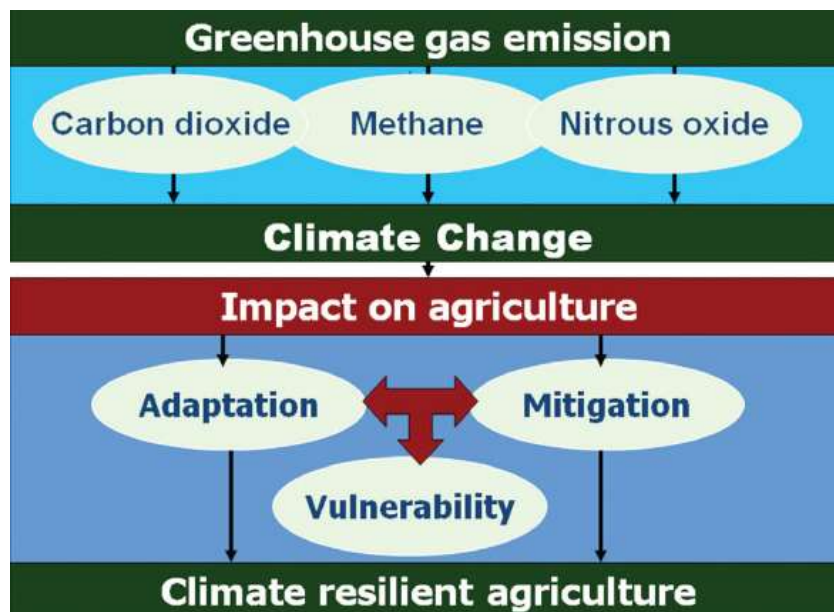 Greenhouse gas emission
Carbon dioxide
Methane
Nitrous oxide
Climate Change
Impact on agriculture
Adaptation
Mitigation
Vulnerability
Climate resilient agriculture